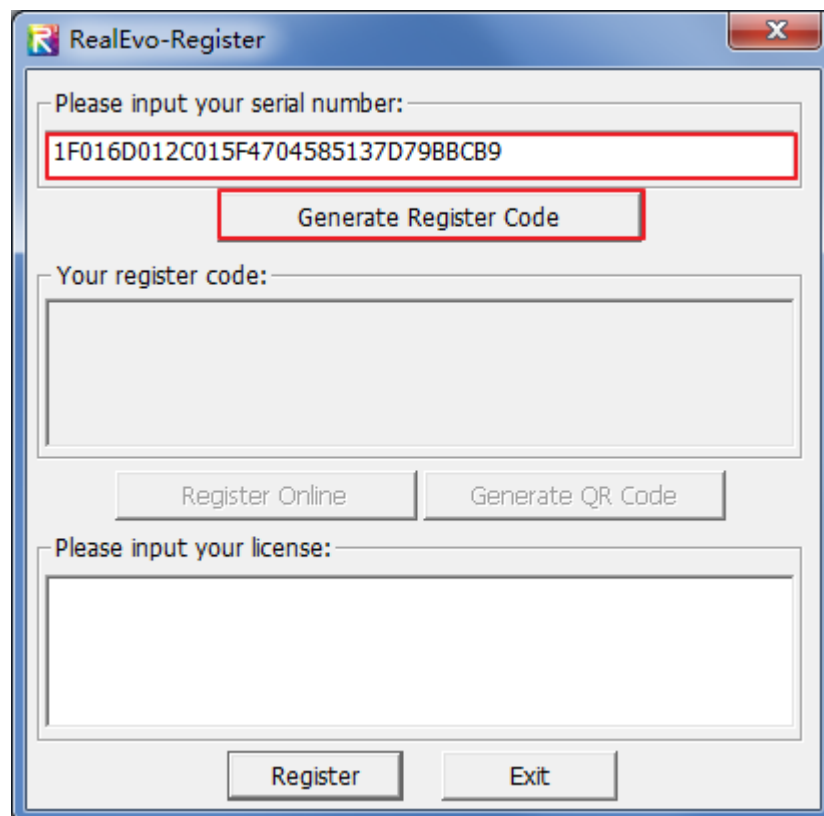 RealEvo-Register
Please input your serial number:
1F016D012C015F4704585137D79BBCB9
Generate Register Code
Your register code:
Register Online
Generate QR Code
Please input your license:
Register
Exit